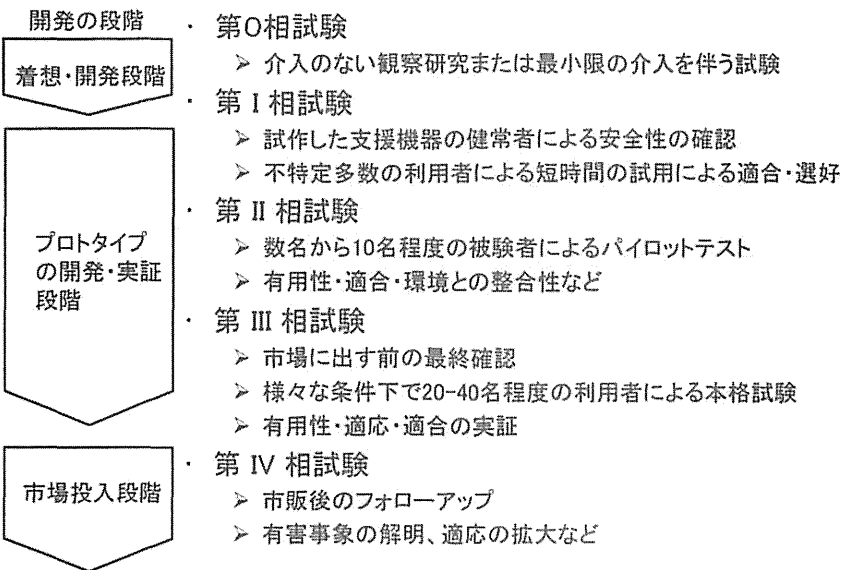 開発の段階
着想・開発段階
プロトタイプ
の開発・実証
段階
市場投入段階
・ 第0相試験
➢ 介入のない観察研究または最小限の介入を伴う試験
・ 第 I 相試験
➢ 試作した支援機器の健常者による安全性の確認
➢ 不特定多数の利用者による短時間の試用による適合・選好
・ 第 II 相試験
➢ 数名から10名程度の被験者によるパイロットテスト
➢ 有用性・適合・環境との整合性など
・ 第 III 相試験
➢ 市場に出す前の最終確認
➢ 様々な条件下で20-40名程度の利用者による本格試験
➢ 有用性・適応・適合の実証
・ 第 IV 相試験
➢ 市販後のフォローアップ
➢ 有害事象の解明、適応の拡大など